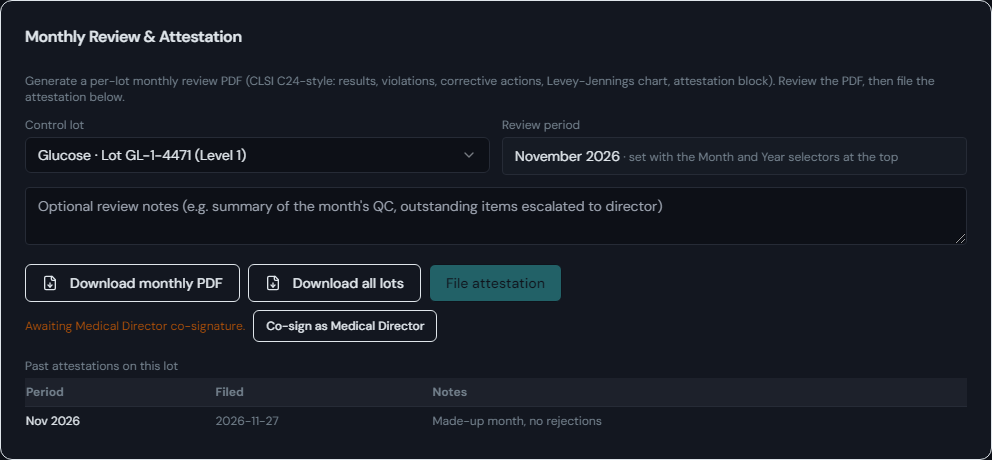 Monthly Review & Attestation
Generate a per-lot monthly review PDF (CLSI C24-style: results, violations, corrective actions, Levey-Jennings chart, attestation block). Review the PDF, then file the
attestation below.
Control lot
Review period
Glucose · Lot GL-1-4471 (Level 1)
November 2026 · set with the Month and Year selectors at the top
Optional review notes (e.g. summary of the month's QC, outstanding items escalated to director)
Download monthly PDF
Download all lots
File attestation
Awaiting Medical Director co-signature.
Co-sign as Medical Director
Past attestations on this lot
Period Filed Notes
Nov 2026 2026-11-27 Made-up month, no rejections